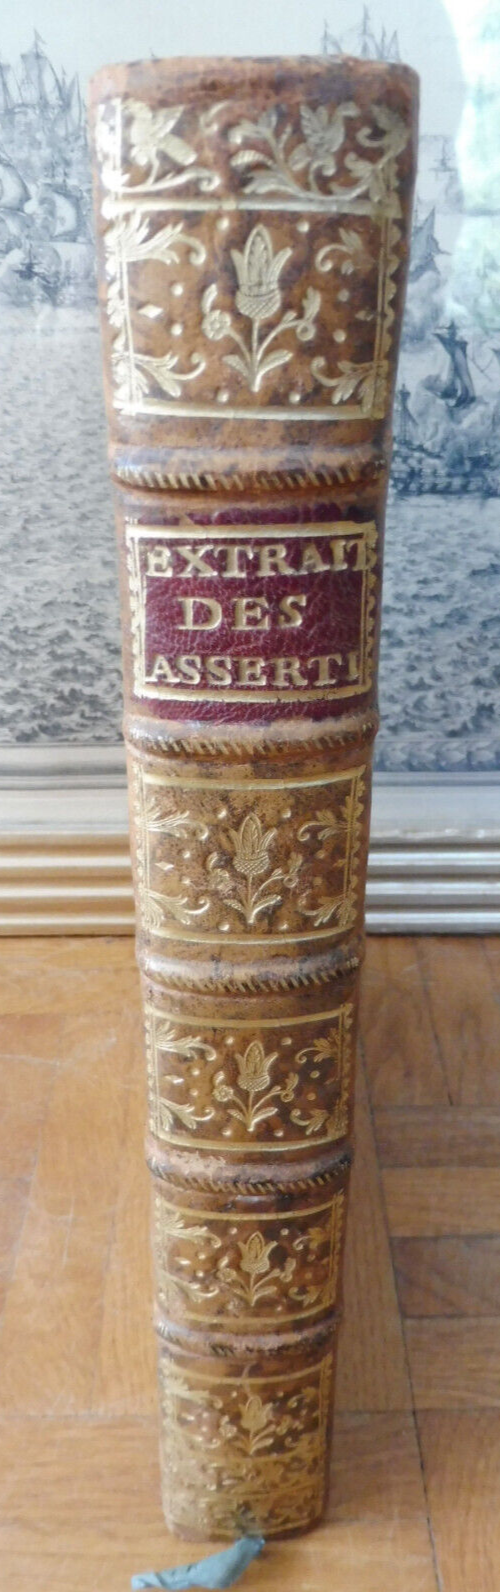 EXTRAIT
DES
ASSERTI